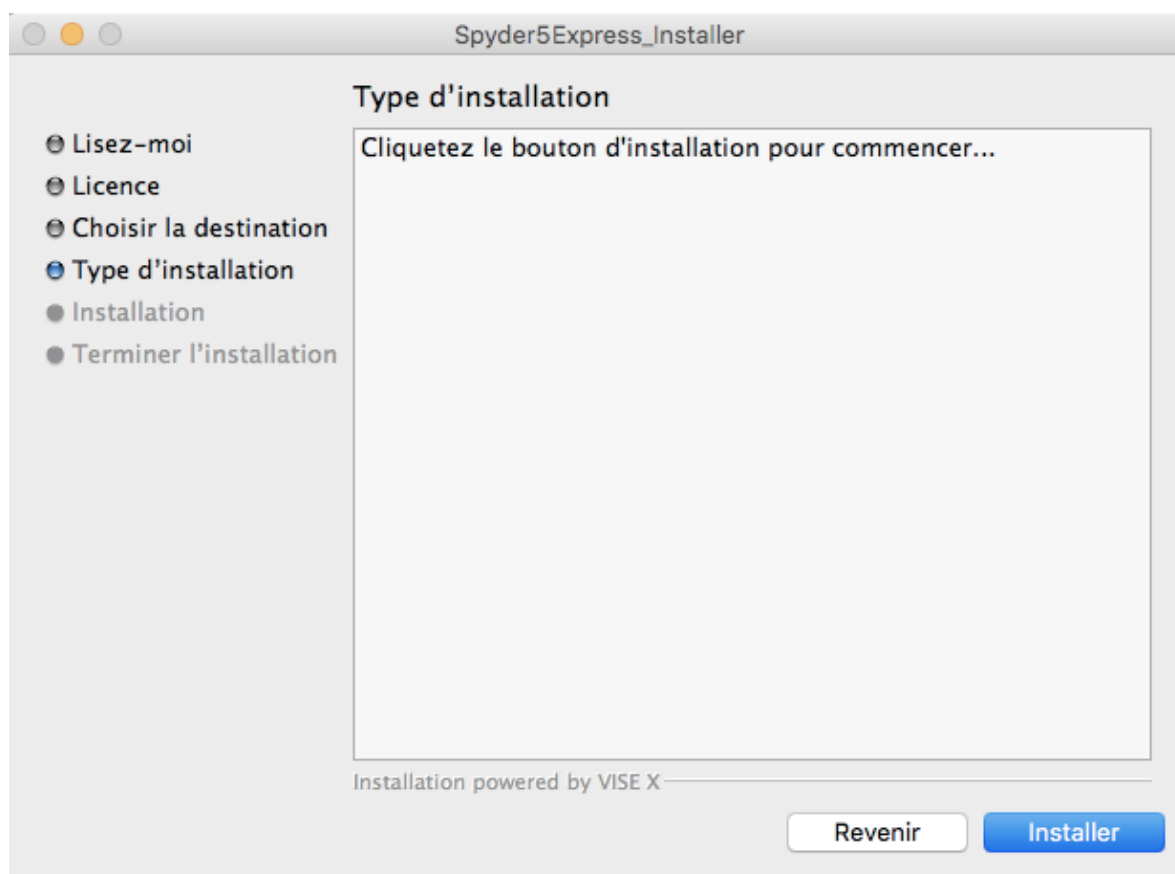 Spyder5Express_Installer
Type d'installation
Lisez-moi
Licence
Choisir la destination
Type d'installation
Installation
Terminer l'installation
Cliquetez le bouton d'installation pour commencer...
Installation powered by VISE X
Revenir
Installer